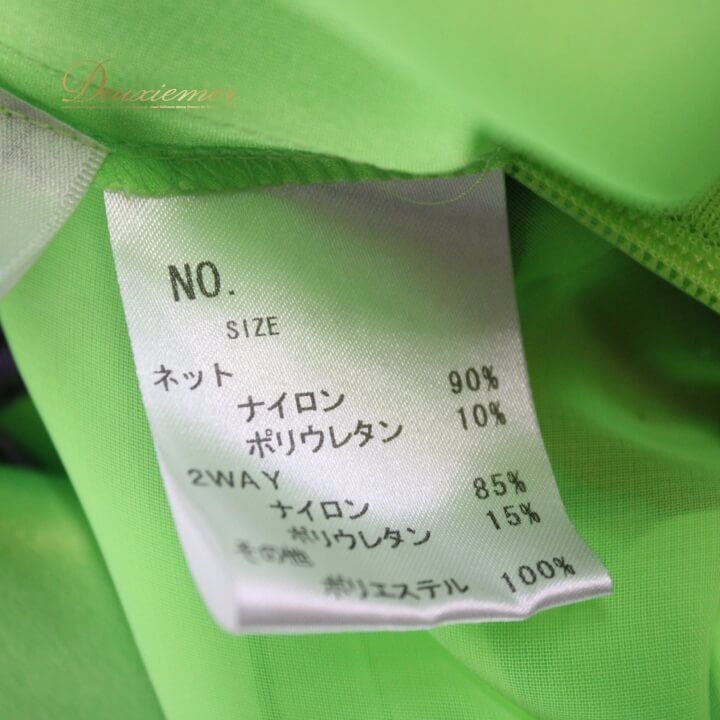 Dauxiemer
NO.
SIZE
ネット
ナイロン 90%
ポリウレタン 10%
2WAY
ナイロン 85%
ポリウレタン 15%
その他
ポリエステル 100%